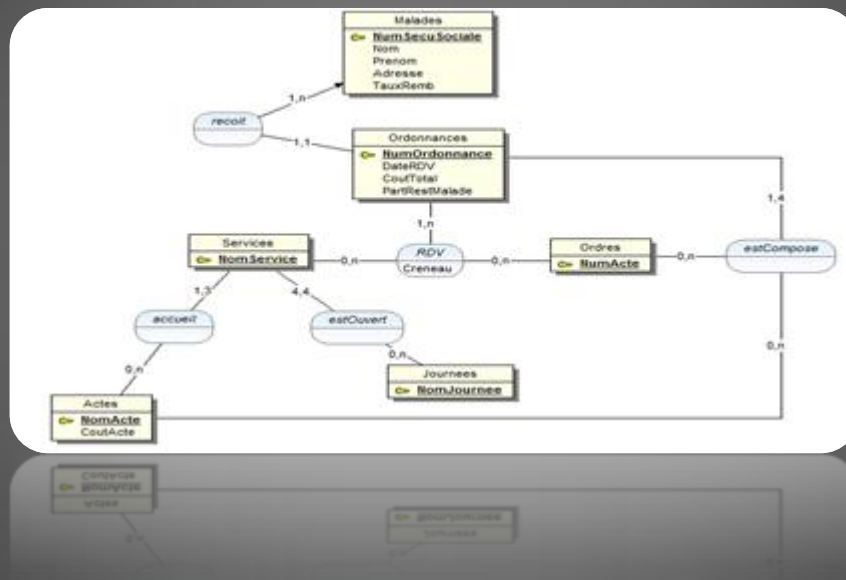 Malades
NumSecuSociale
Nom
Prenom
Adresse
TauxRemb
1,n
recoit
1,1
Ordonnances
NumOrdonnance
DateRDV
CoutTotal
PartRestMalade
1,n
1,4
Services
NomService
0,n
RDV
Creneau
0,n
Ordres
NumActe
0,n
estCompose
1,3
4,4
accueil
estOuvert
0,n
0,n
0,n
Journees
NomJournee
Actes
NomActe
CoutActe